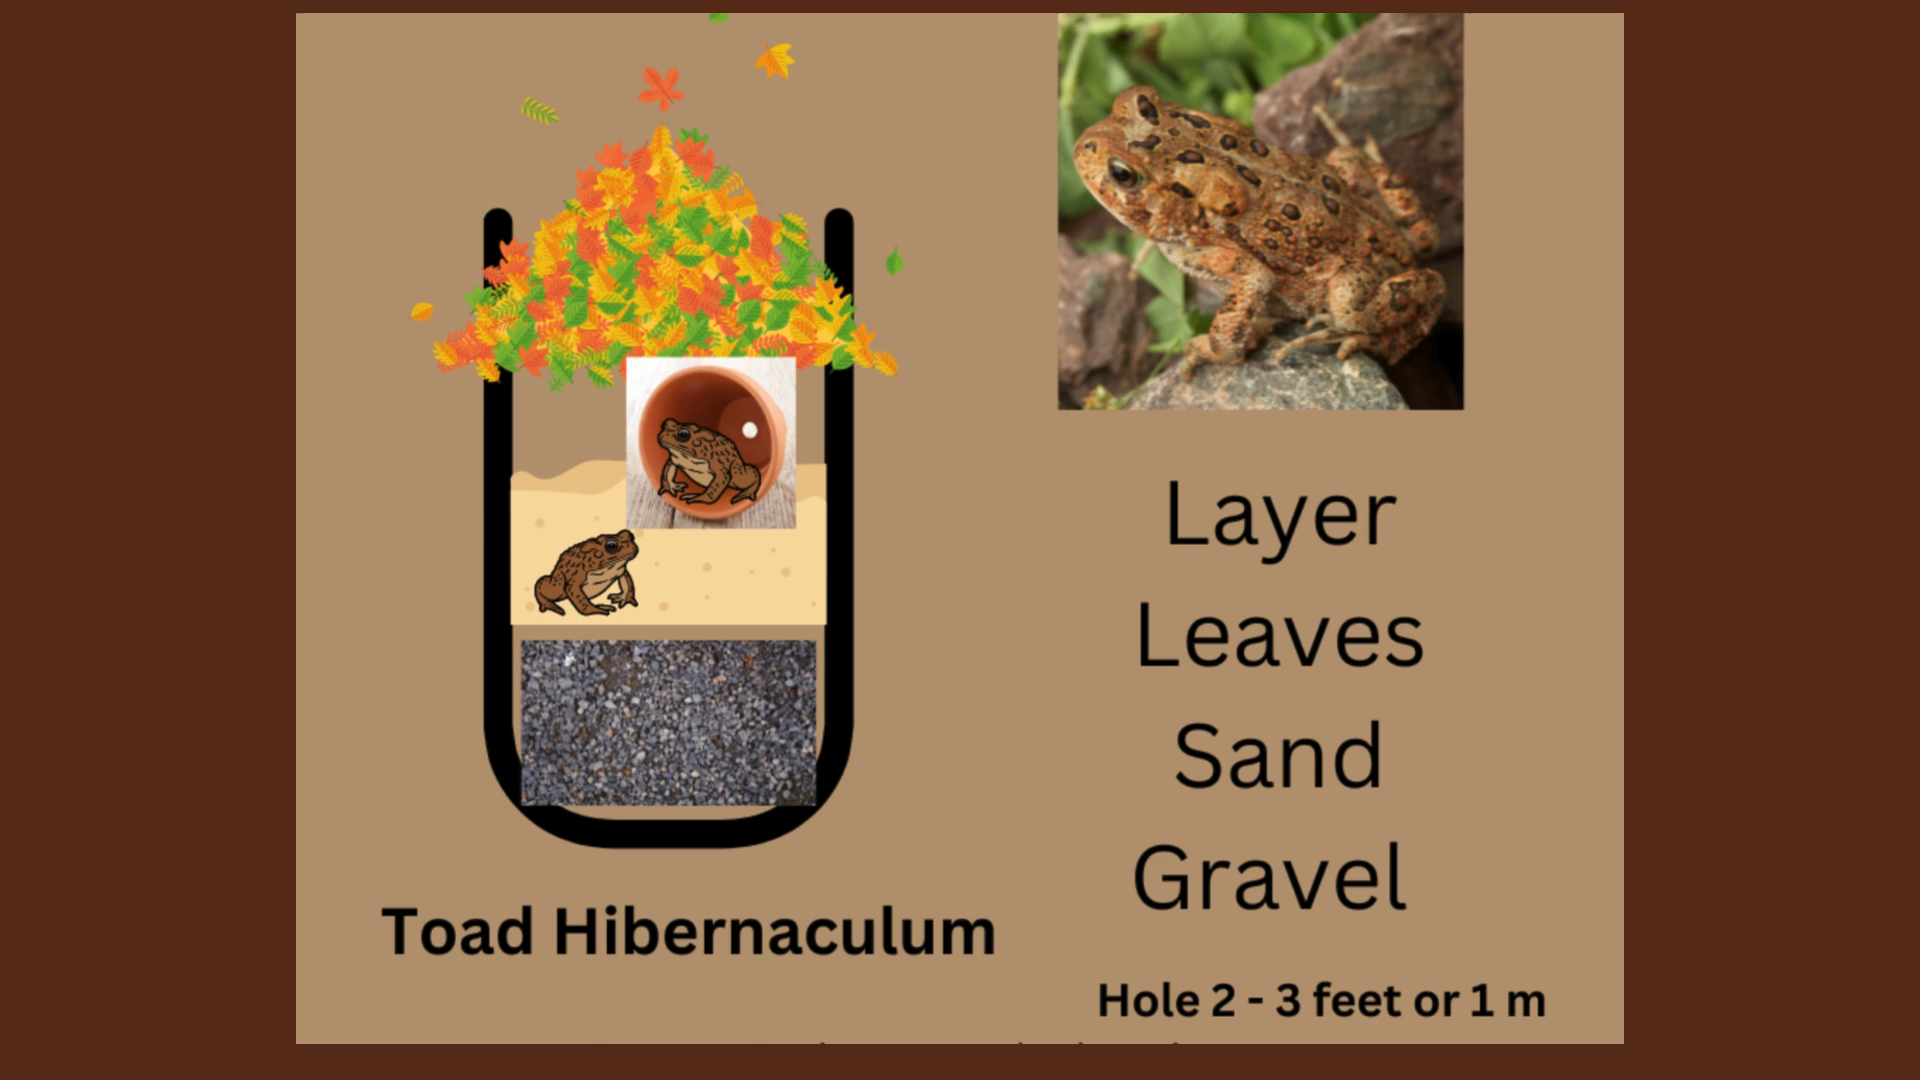 Toad Hibernaculum
Layer
Leaves
Sand
Gravel
Hole 2 - 3 feet or 1 m